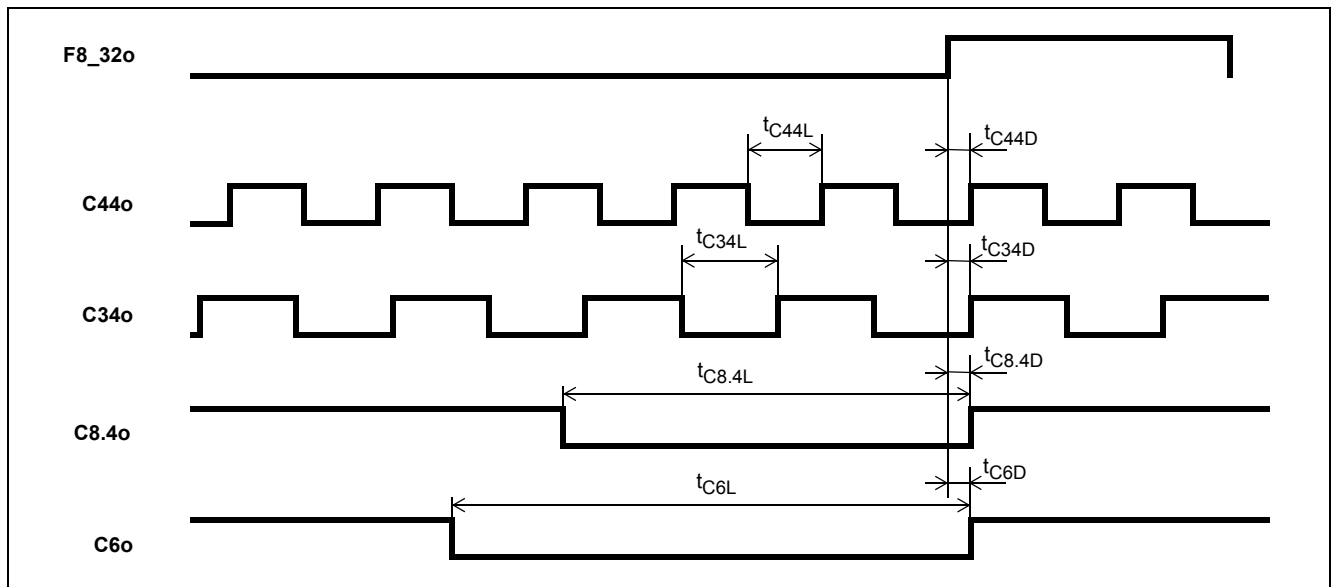 F8_32o
tC44L
tC44D
C44o
tC34L
tC34D
C34o
tC8.4L
tC8.4D
C8.4o
tC6L
tC6D
C6o